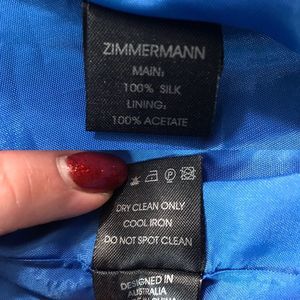 ZIMMERMANN
MAIN:
100% SILK
LINING:
100% ACETATE
DRY CLEAN ONLY
COOL IRON
DO NOT SPOT CLEAN
DESIGNED IN
AUSTRALIA
CHINA